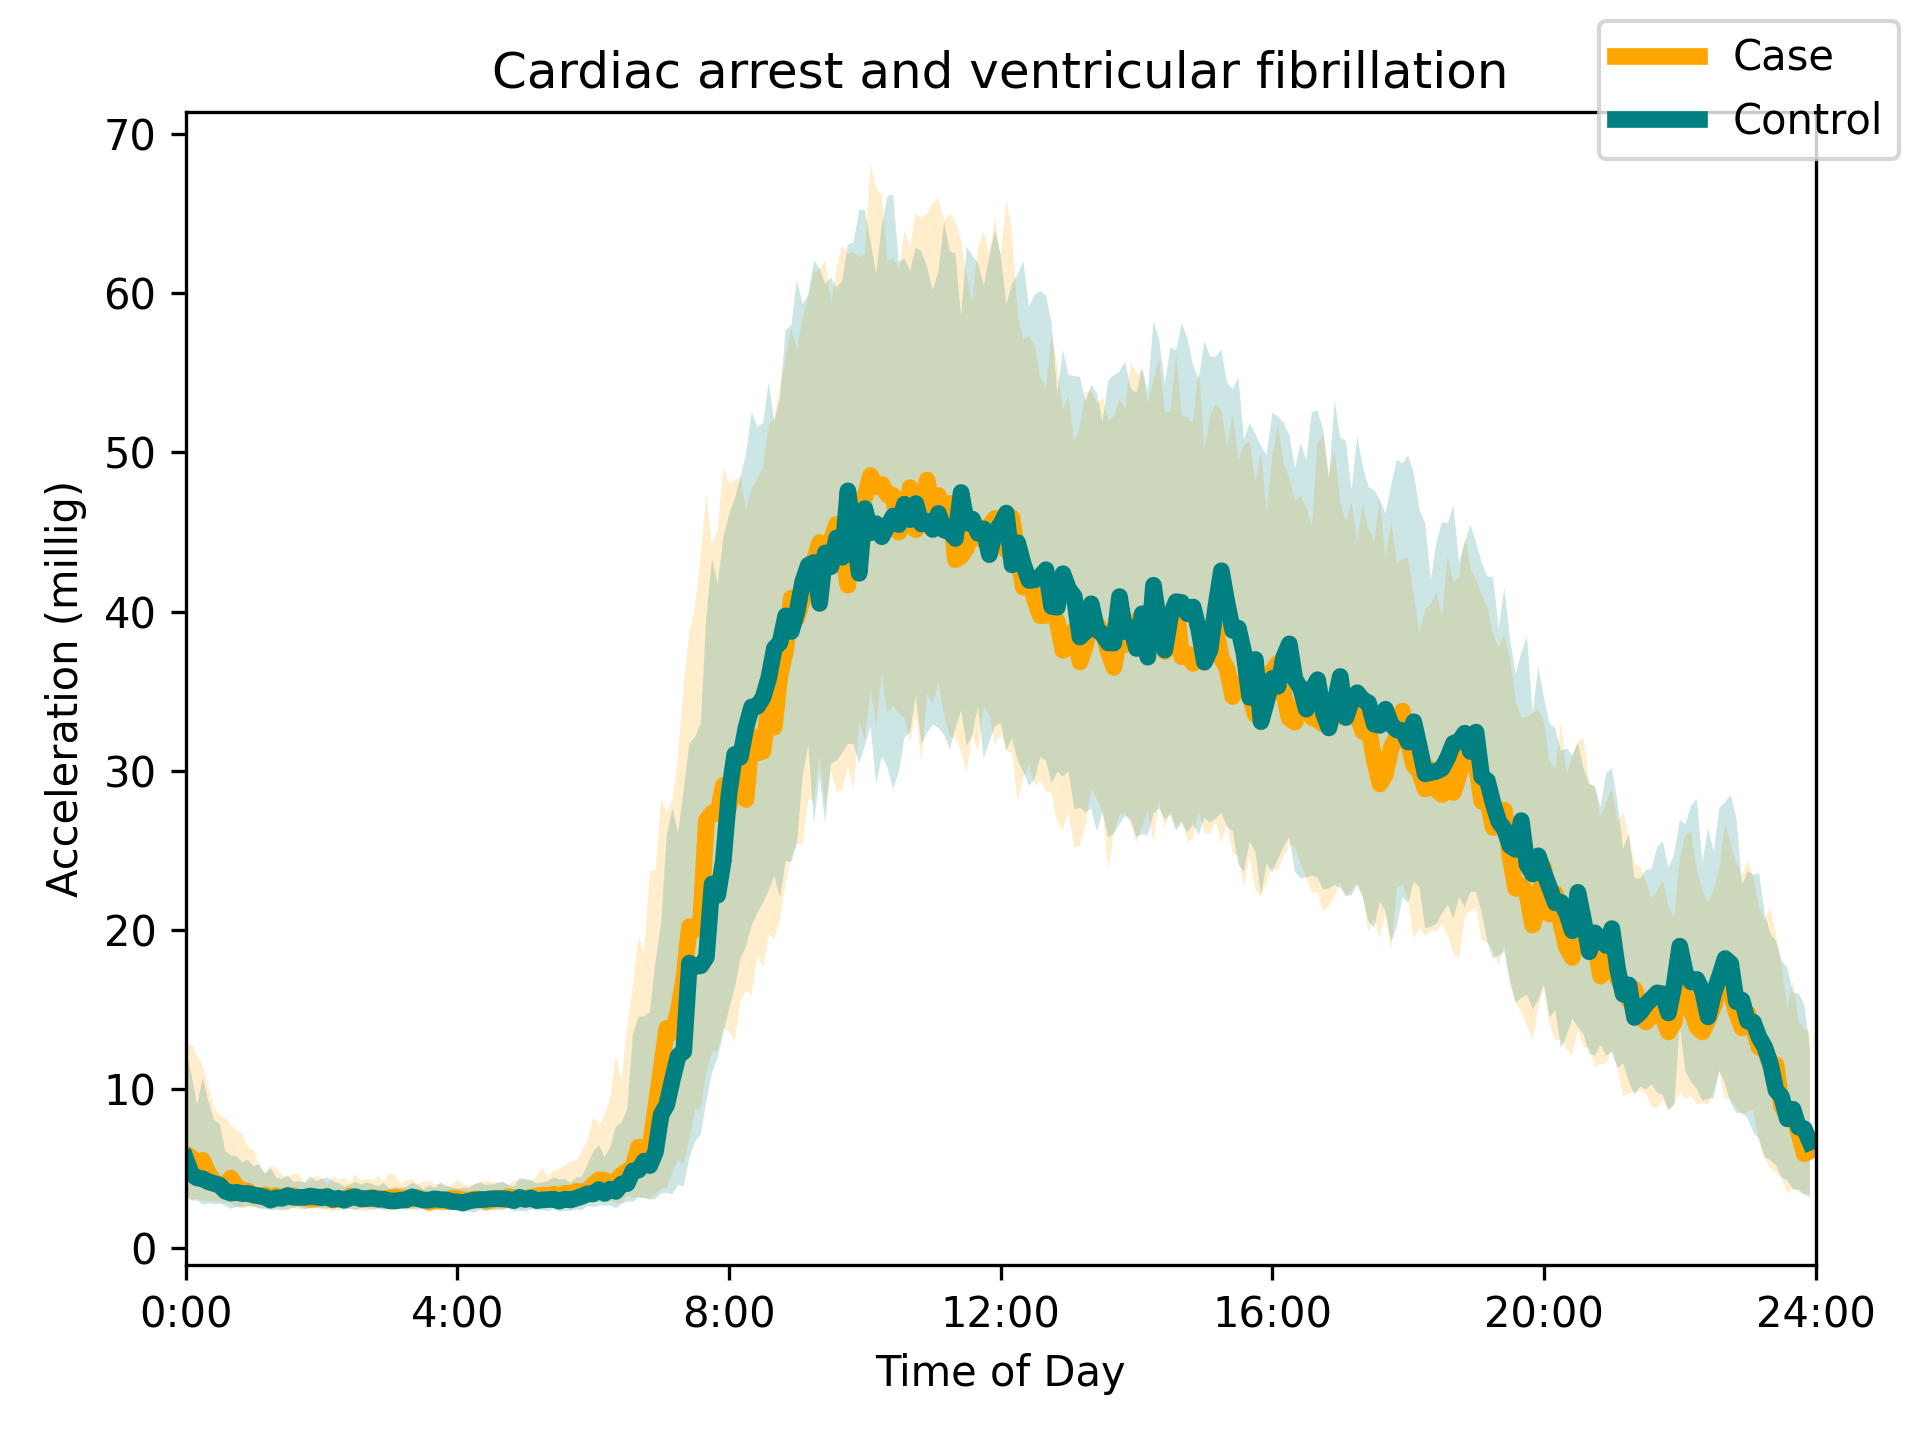 Cardiac arrest and ventricular fibrillation
Case
Control
Acceleration (millig)
70
60
50
40
30
20
10
0
0:00 4:00 8:00 12:00 16:00 20:00 24:00
Time of Day